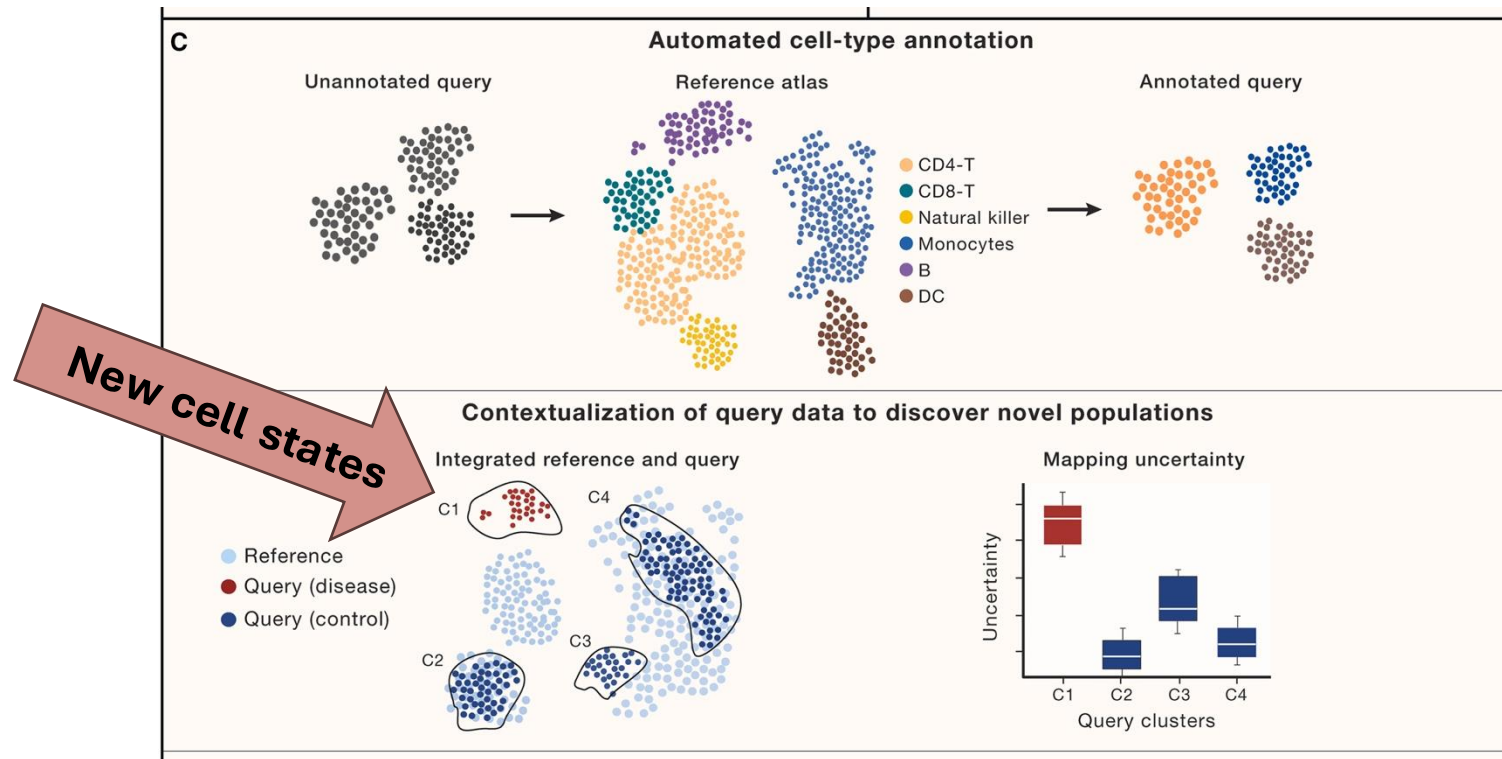 C
Automated cell-type annotation
Unannotated query
Reference atlas
Annotated query
CD4-T
CD8-T
Natural killer
Monocytes
B
DC
New cell states
Contextualization of query data to discover novel populations
Integrated reference and query
C1
C4
Reference
Query (disease)
Query (control)
C2
C3
Mapping uncertainty
Uncertainty
C1 C2 C3 C4
Query clusters